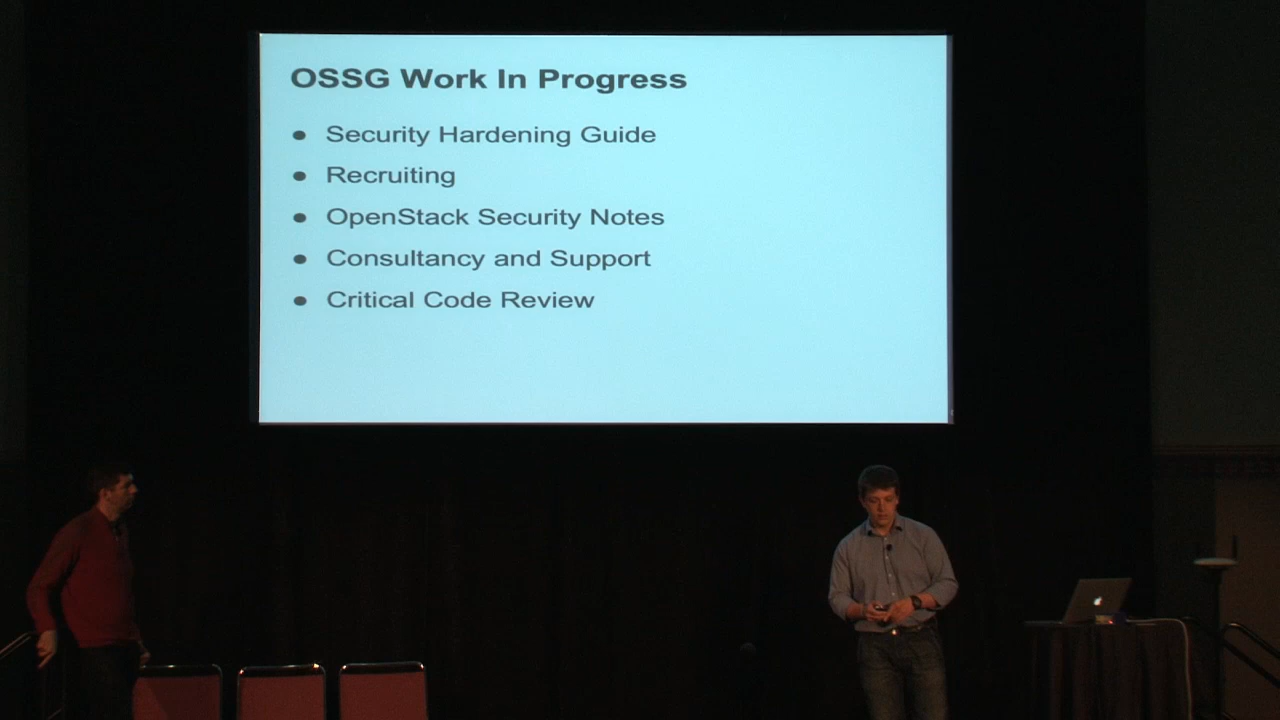 OSSG Work In Progress
● Security Hardening Guide
● Recruiting
● OpenStack Security Notes
● Consultancy and Support
● Critical Code Review